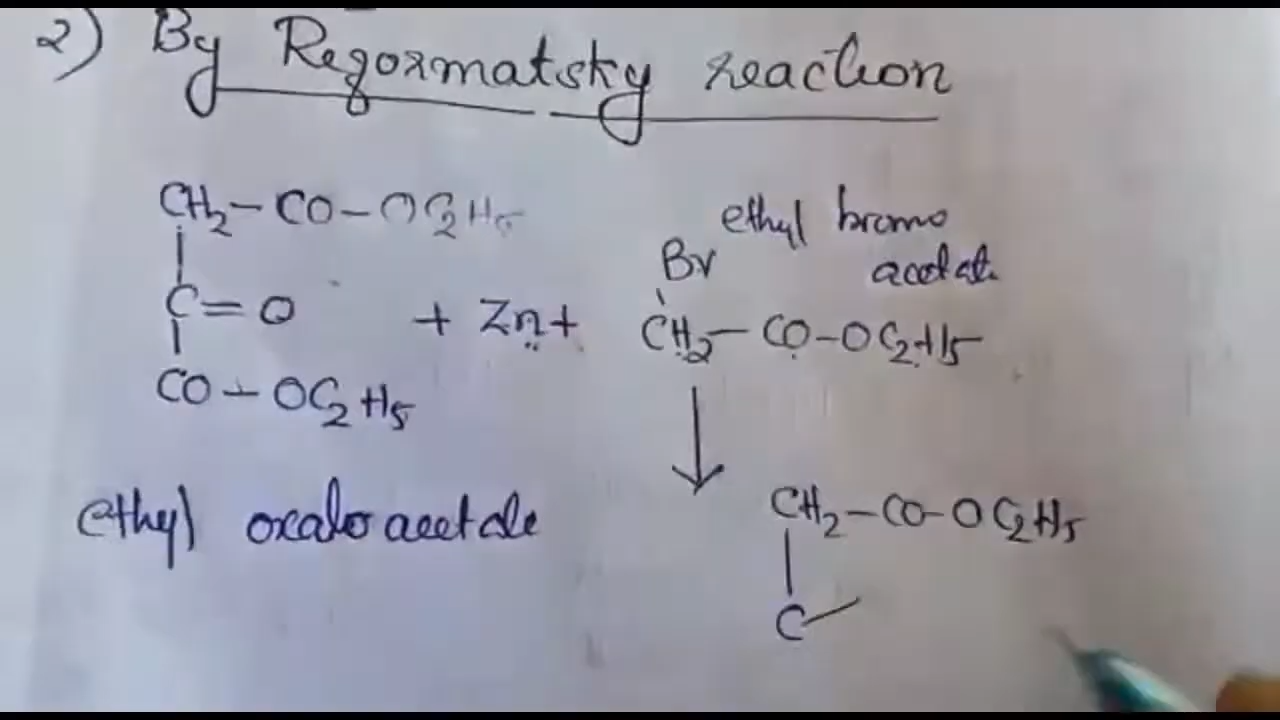 2) By Regormatsky reaction
CH2 - CO - OC2H5
ethyl bromo
acetate
Br
C = O + Zn + CH2 - CO - OC2H5
CO - OC2H5
ethyl oxaloacetate
CH2 - CO - OC2H5
C